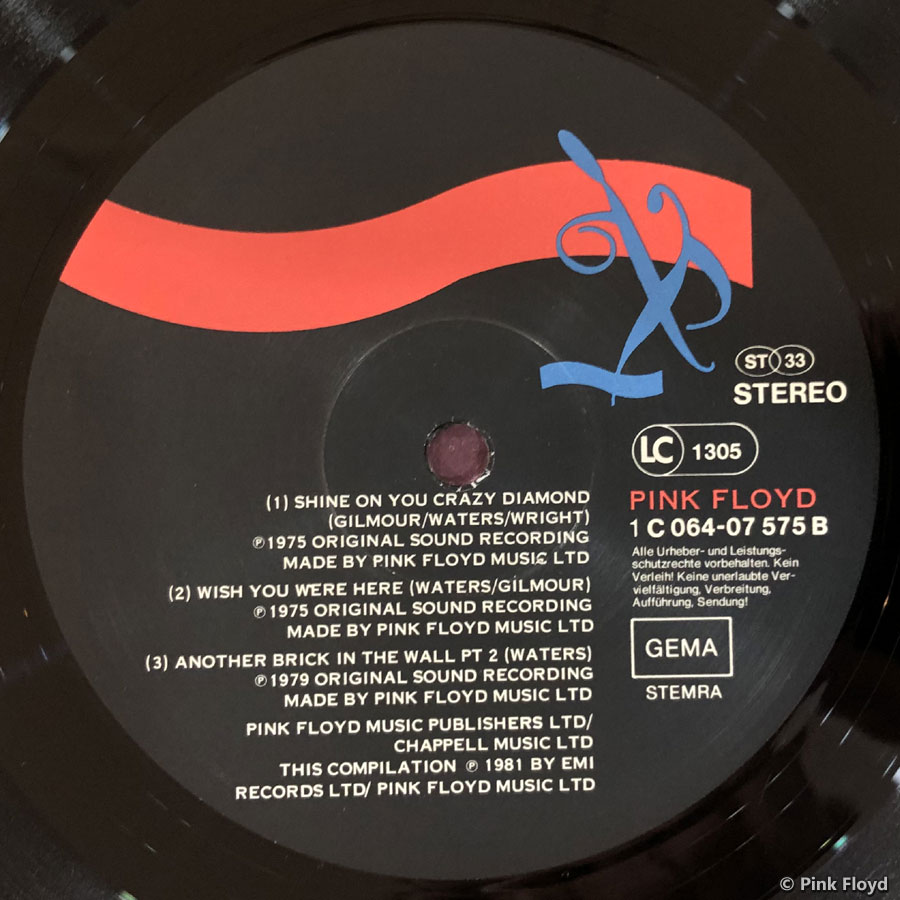 ST 33
STEREO
LC 1305
PINK FLOYD
1 C 064-07 575 B
Alle Urheber- und Leistungs-
schutzrechte vorbehalten. Kein
Verleih! Keine unerlaubte Ver-
vielfältigung, Verbreitung,
Aufführung, Sendung!
GEMA
STEMRA
(1) SHINE ON YOU CRAZY DIAMOND
(GILMOUR/WATERS/WRIGHT)
℗1975 ORIGINAL SOUND RECORDING
MADE BY PINK FLOYD MUSIC LTD
(2) WISH YOU WERE HERE (WATERS/GILMOUR)
℗1975 ORIGINAL SOUND RECORDING
MADE BY PINK FLOYD MUSIC LTD
(3) ANOTHER BRICK IN THE WALL PT 2 (WATERS)
℗1979 ORIGINAL SOUND RECORDING
MADE BY PINK FLOYD MUSIC LTD
PINK FLOYD MUSIC PUBLISHERS LTD/
CHAPPELL MUSIC LTD
THIS COMPILATION ℗ 1981 BY EMI
RECORDS LTD/ PINK FLOYD MUSIC LTD
© Pink Floyd